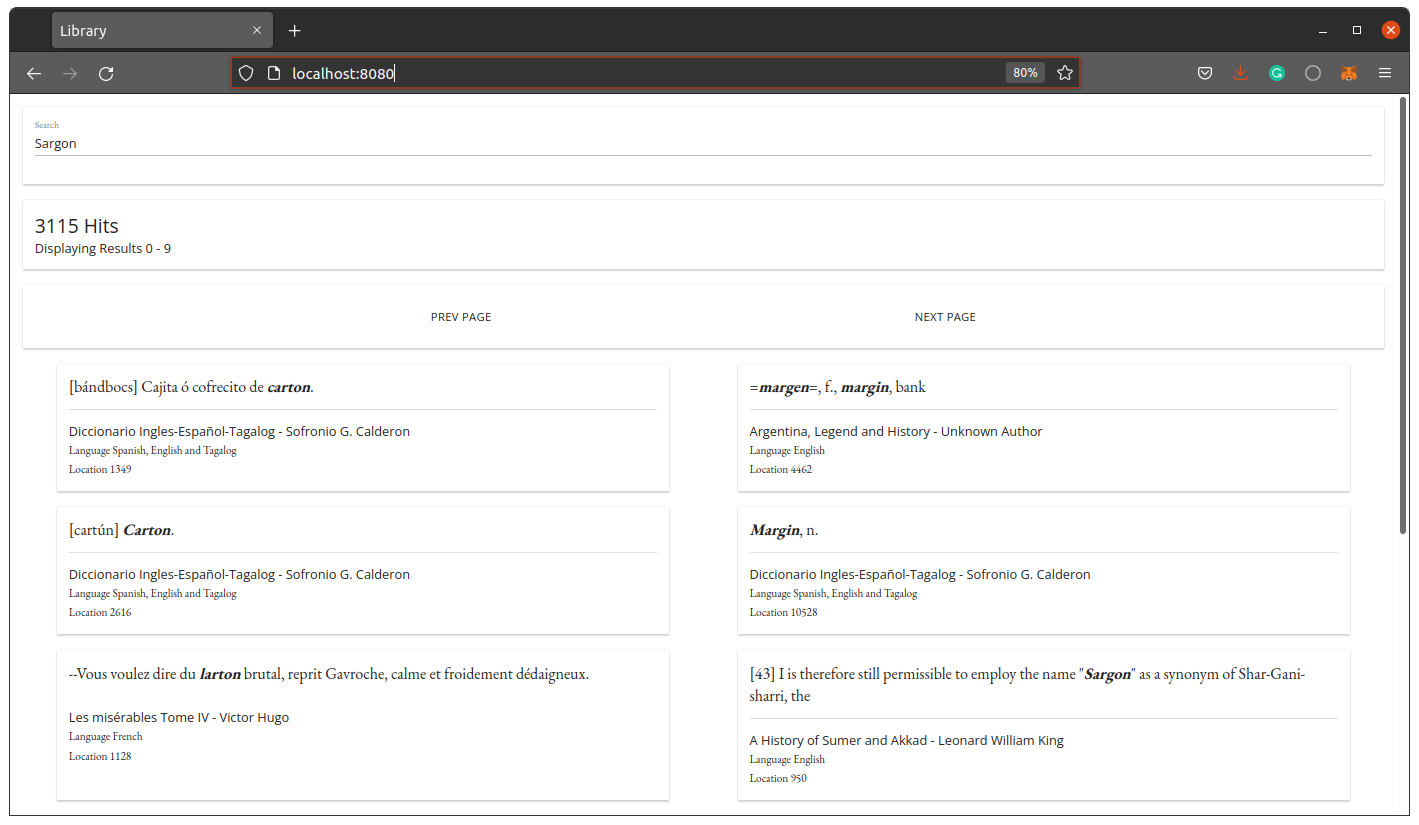 Library
localhost:8080
80%
Search
Sargon
3115 Hits
Displaying Results 0 - 9
PREV PAGE
NEXT PAGE
[bándbocs] Cajita ó cofrecito de carton.
Diccionario Ingles-Español-Tagalog - Sofronio G. Calderon
Language Spanish, English and Tagalog
Location 1349
=margen=, f., margin, bank
Argentina, Legend and History - Unknown Author
Language English
Location 4462
[cartún] Carton.
Diccionario Ingles-Español-Tagalog - Sofronio G. Calderon
Language Spanish, English and Tagalog
Location 2616
Margin, n.
Diccionario Ingles-Español-Tagalog - Sofronio G. Calderon
Language Spanish, English and Tagalog
Location 10528
--Vous voulez dire du larton brutal, reprit Gavroche, calme et froidement dédaigneux.
Les misérables Tome IV - Victor Hugo
Language French
Location 1128
[43] I is therefore still permissible to employ the name "Sargon" as a synonym of Shar-Gani-
sharri, the
A History of Sumer and Akkad - Leonard William King
Language English
Location 950